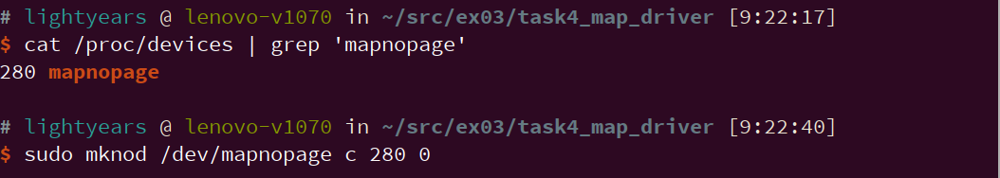 # lightyears @ lenovo-v1070 in ~/src/ex03/task4_map_driver [9:22:17]
$ cat /proc/devices | grep 'mapnopage'
280 mapnopage
# lightyears @ lenovo-v1070 in ~/src/ex03/task4_map_driver [9:22:40]
$ sudo mknod /dev/mapnopage c 280 0